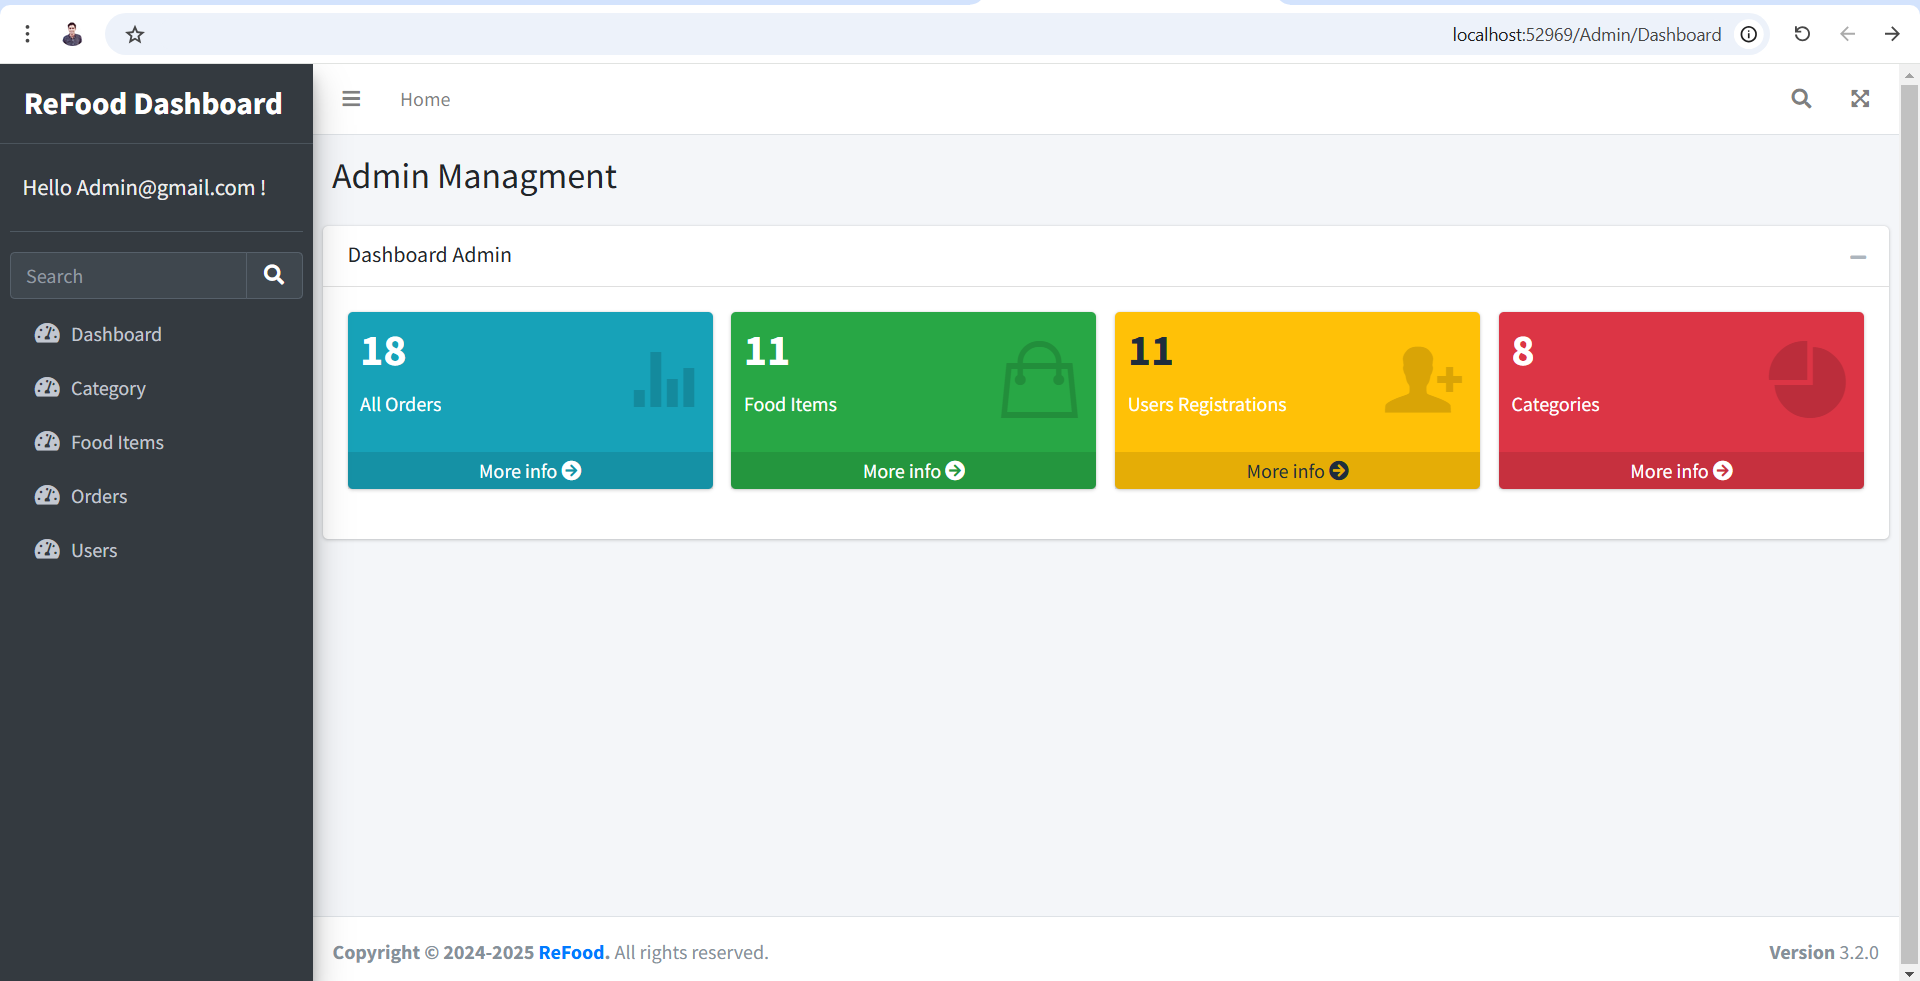 localhost:52969/Admin/Dashboard
ReFood Dashboard
Home
Hello Admin@gmail.com !
Search
Dashboard
Category
Food Items
Orders
Users
Admin Managment
Dashboard Admin
18
All Orders
More info
11
Food Items
More info
11
Users Registrations
More info
8
Categories
More info
Copyright © 2024-2025 ReFood. All rights reserved.
Version 3.2.0